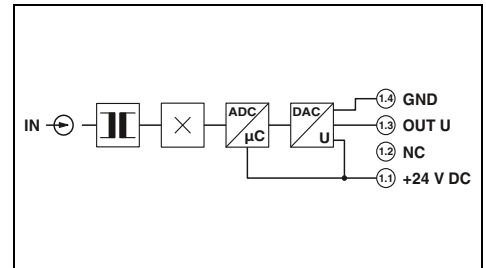 1.4 GND
ADC DAC
IN 1.3 OUT U
µC U
1.2 NC
1.1 +24 V DC